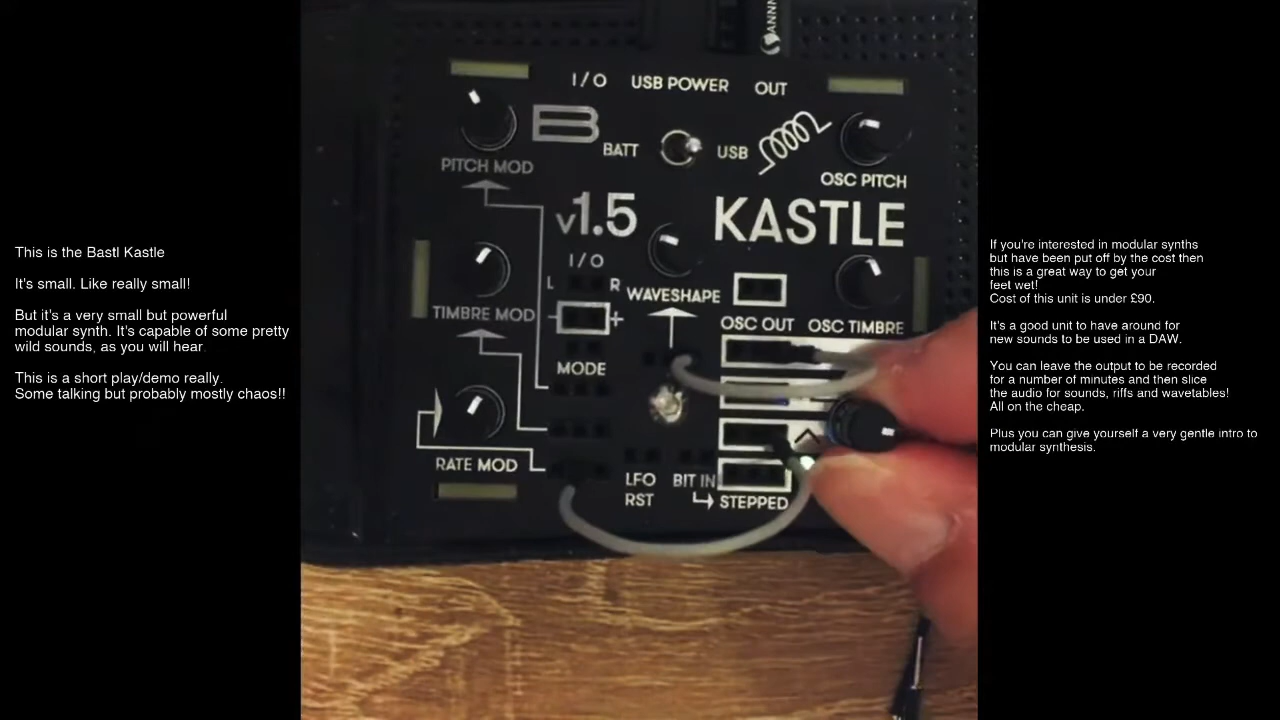 This is the Bastl Kastle
It's small. Like really small!
But it's a very small but powerful
modular synth. It's capable of some pretty
wild sounds, as you will hear.
This is a short play/demo really.
Some talking but probably mostly chaos!!
I/O USB POWER OUT
B
BATT
USB
PITCH MOD
OSC PITCH
v1.5
KASTLE
I/O
L R
WAVESHAPE
TIMBRE MOD
- +
OSC OUT OSC TIMBRE
MODE
RATE MOD
LFO
RST
BIT IN
STEPPED
If you're interested in modular synths
but have been put off by the cost then
this is a great way to get your
feet wet!
Cost of this unit is under £90.
It's a good unit to have around for
new sounds to be used in a DAW.
You can leave the output to be recorded
for a number of minutes and then slice
the audio for sounds, riffs and wavetables!
All on the cheap.
Plus you can give yourself a very gentle intro to
modular synthesis.